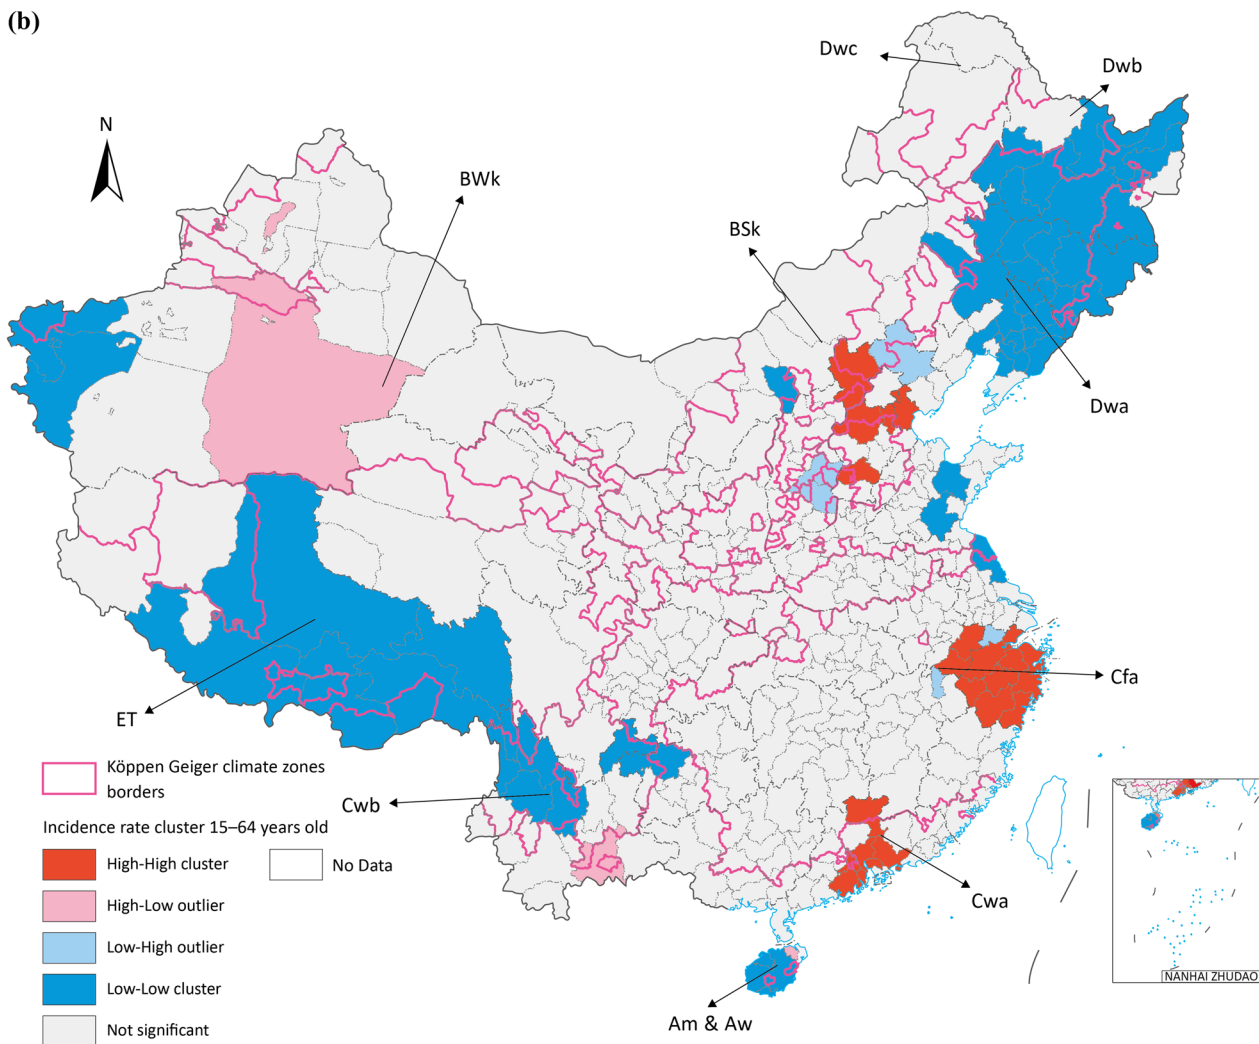 (b)
Dwc
Dwb
N
BWk
BSk
Dwa
Cfa
ET
Köppen Geiger climate zones
borders
Cwb
Incidence rate cluster 15–64 years old
High-High cluster
No Data
High-Low outlier
Cwa
Low-High outlier
NANHAI ZHUDAO
Low-Low cluster
Am & Aw
Not significant